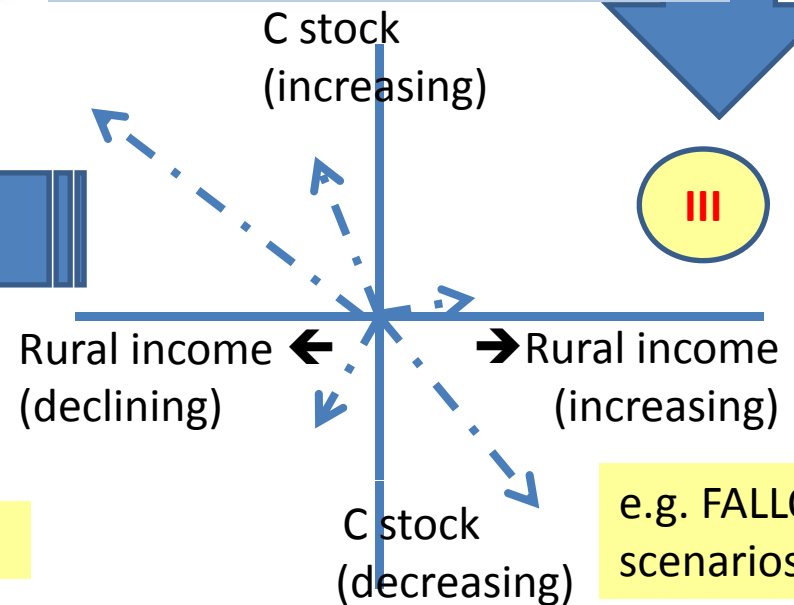 C stock
(increasing)
III
Rural income ←
(declining)
→Rural income
(increasing)
C stock
(decreasing)
e.g.
scenarios